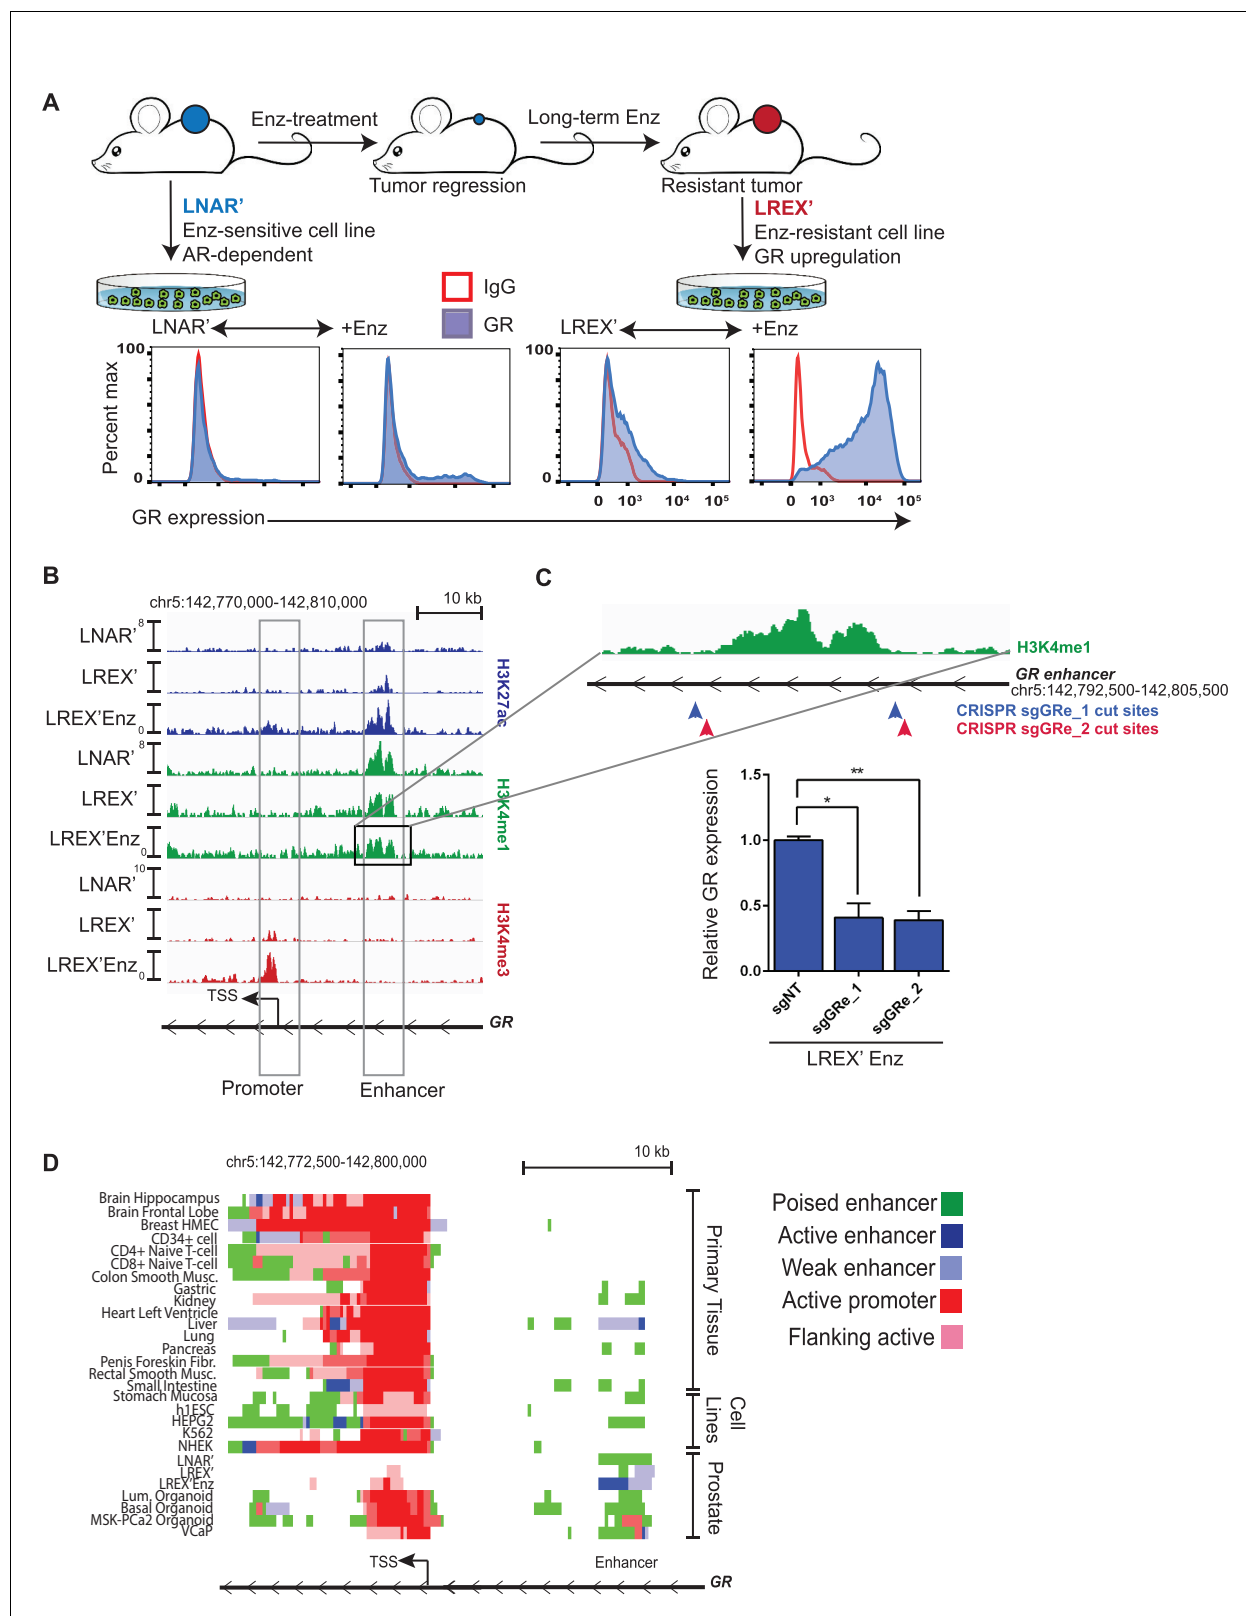 A
Enz-treatment
Long-term Enz
Tumor regression
Resistant tumor
LNAR'
Enz-sensitive cell line
AR-dependent
LREX'
Enz-resistant cell line
GR upregulation
IgG
GR
LNAR'
+Enz
LREX'
+Enz
Percent max
100
0
100
0
0 10³ 10⁴ 10⁵
0 10³ 10⁴ 10⁵
GR expression
B
chr5:142,770,000-142,810,000
10 kb
LNAR'
8
LREX'
LREX'Enz
0
H3K27ac
LNAR'
8
LREX'
LREX'Enz
0
H3K4me1
LNAR'
10
LREX'
LREX'Enz
0
H3K4me3
TSS
GR
Promoter
Enhancer
C
H3K4me1
GR enhancer
chr5:142,792,500-142,805,500
CRISPR sgGRe_1 cut sites
CRISPR sgGRe_2 cut sites
Relative GR expression
1.5
1.0
0.5
0.0
*
**
sgNT
sgGRe_1
sgGRe_2
LREX' Enz
D
chr5:142,772,500-142,800,000
10 kb
Brain Hippocampus
Brain Frontal Lobe
Breast HMEC
CD34+ cell
CD4+ Naive T-cell
CD8+ Naive T-cell
Colon Smooth Musc.
Gastric
Kidney
Heart Left Ventricle
Liver
Lung
Pancreas
Penis Foreskin Fibr.
Rectal Smooth Musc.
Small Intestine
Stomach Mucosa
h1ESC
HEPG2
K562
NHEK
LNAR'
LREX'
LREX'Enz
Lum. Organoid
Basal Organoid
MSK-PCa2 Organoid
VCaP
Primary Tissue
Cell Lines
Prostate
Poised enhancer
Active enhancer
Weak enhancer
Active promoter
Flanking active
TSS
Enhancer
GR